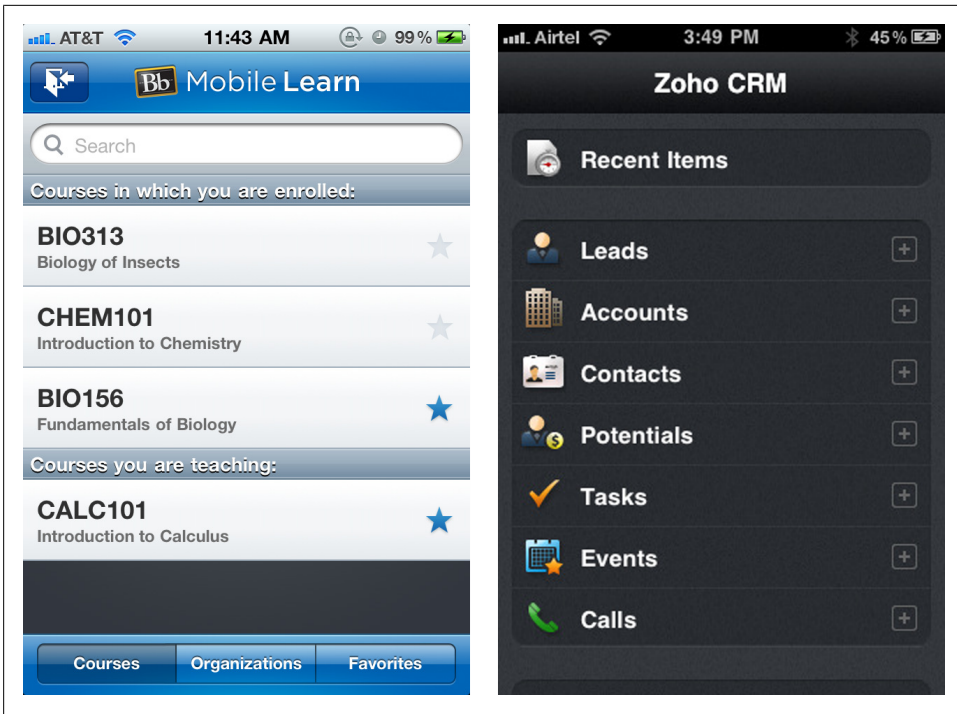 AT&T 11:43 AM 99%
Bb Mobile Learn
Search
Courses in which you are enrolled:
BIO313
Biology of Insects
CHEM101
Introduction to Chemistry
BIO156
Fundamentals of Biology
Courses you are teaching:
CALC101
Introduction to Calculus
Courses Organizations Favorites
Airtel 3:49 PM 45%
Zoho CRM
Recent Items
Leads
Accounts
Contacts
Potentials
Tasks
Events
Calls